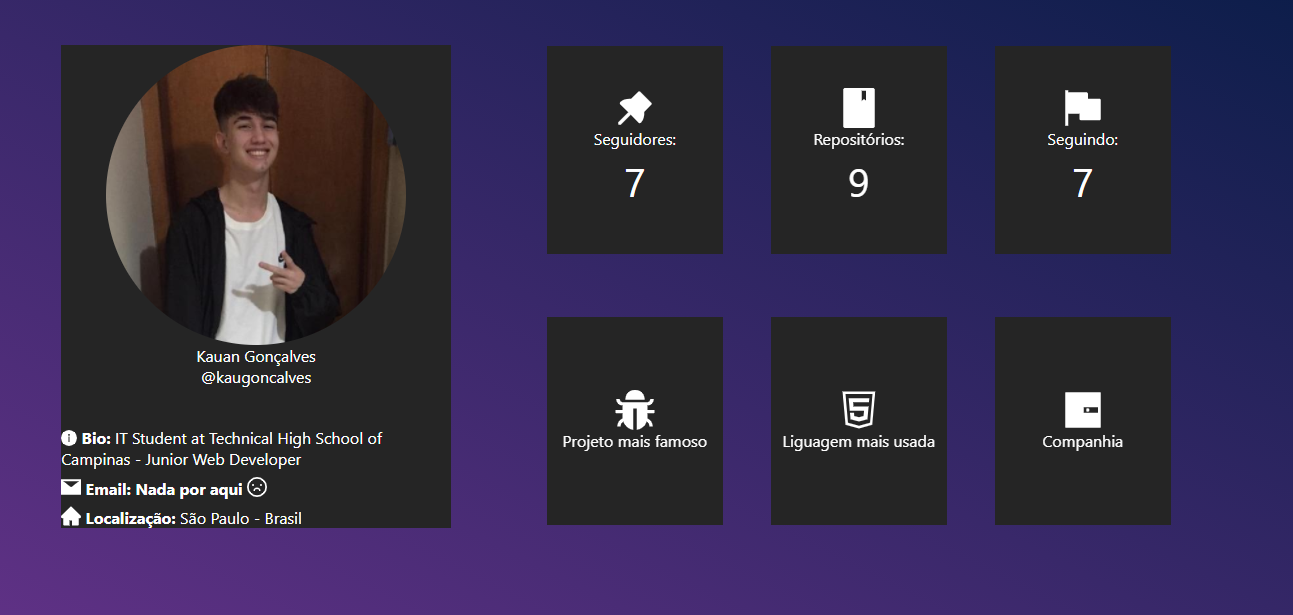 Kauan Gonçalves
@kaugoncalves
Bio: IT Student at Technical High School of
Campinas - Junior Web Developer
Email: Nada por aqui
Localização: São Paulo - Brasil
Seguidores:
7
Repositórios:
9
Seguindo:
7
Projeto mais famoso
Liguagem mais usada
Companhia